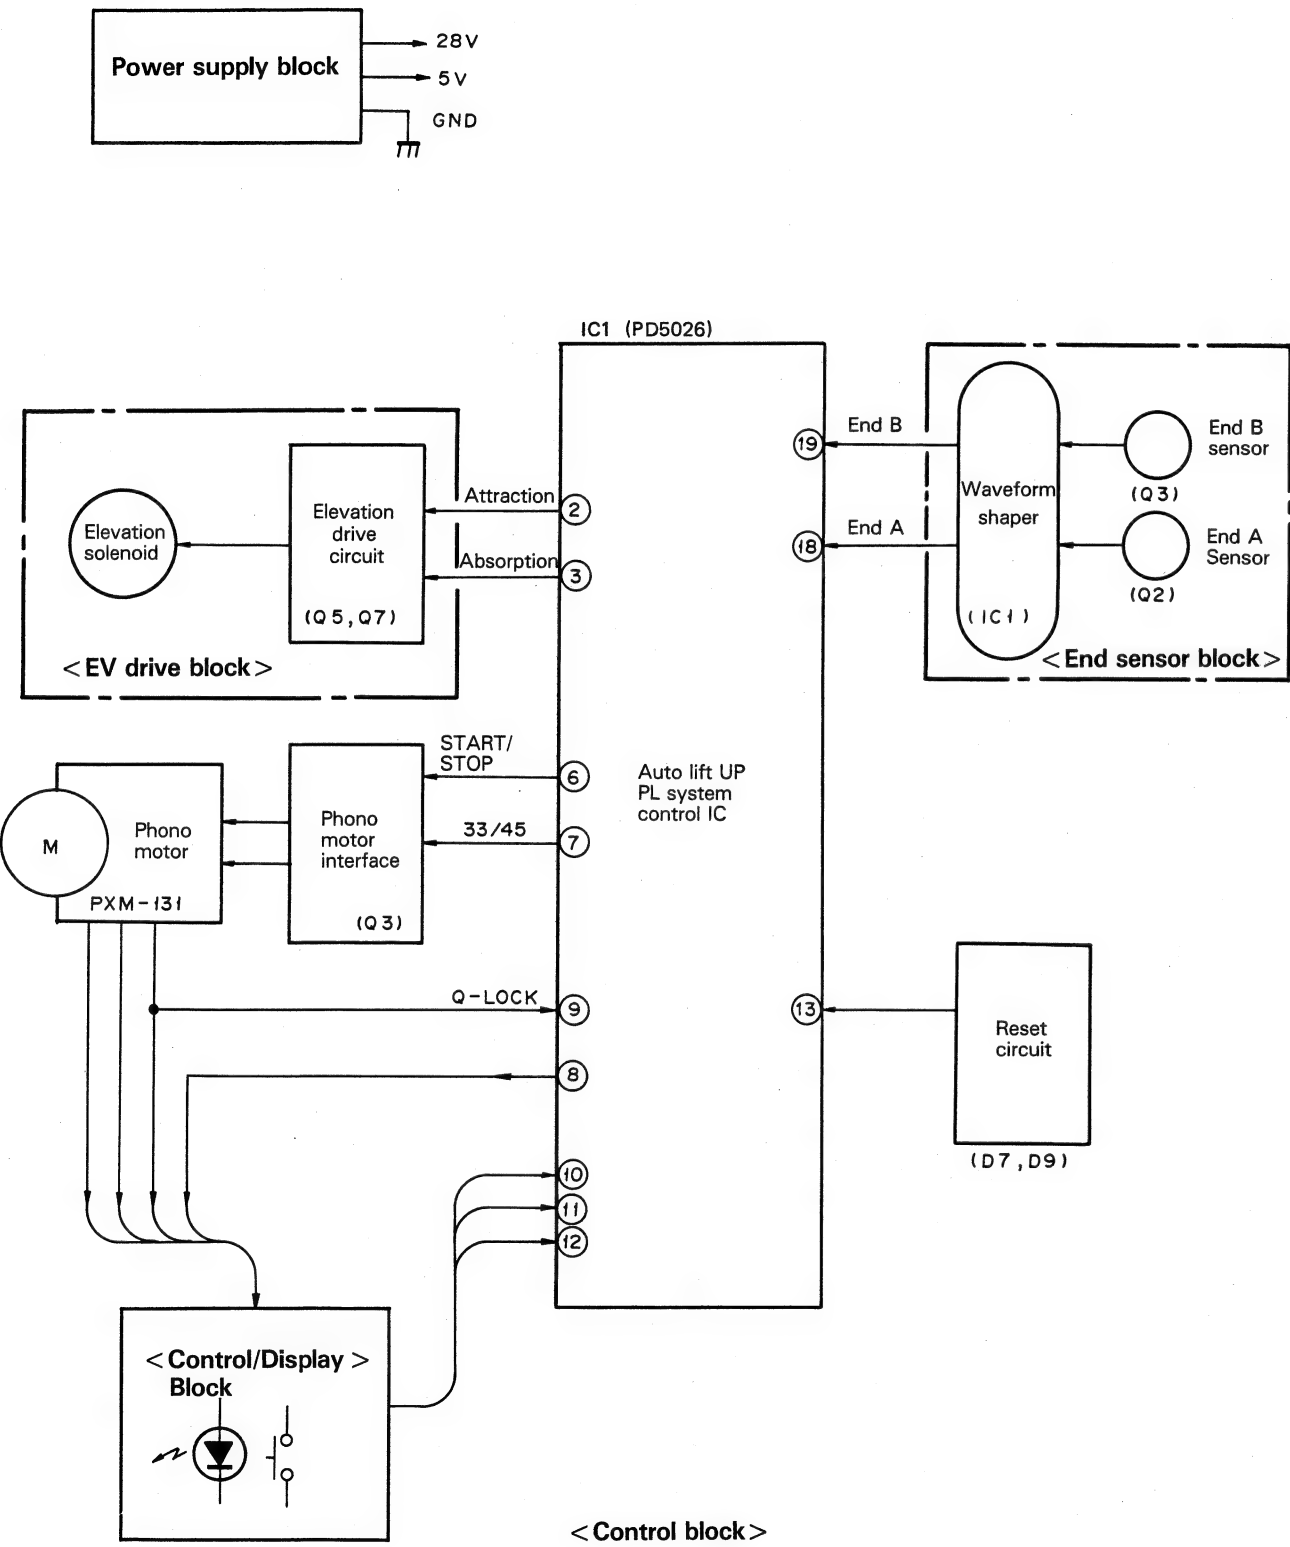 Power supply block
28V
5V
GND
IC1 (PD5026)
Attraction
Absorption
Elevation
solenoid
Elevation
drive
circuit
(Q5,Q7)
<EV drive block>
2
3
19
18
End B
End A
Waveform
shaper
(IC1)
End B
sensor
(Q3)
End A
Sensor
(Q2)
<End sensor block>
START/
STOP
33/45
6
7
M
Phono
motor
PXM-131
Phono
motor
interface
(Q3)
Auto lift UP
PL system
control IC
Q-LOCK
9
8
13
Reset
circuit
(D7,D9)
10
11
12
<Control/Display>
Block
<Control block>